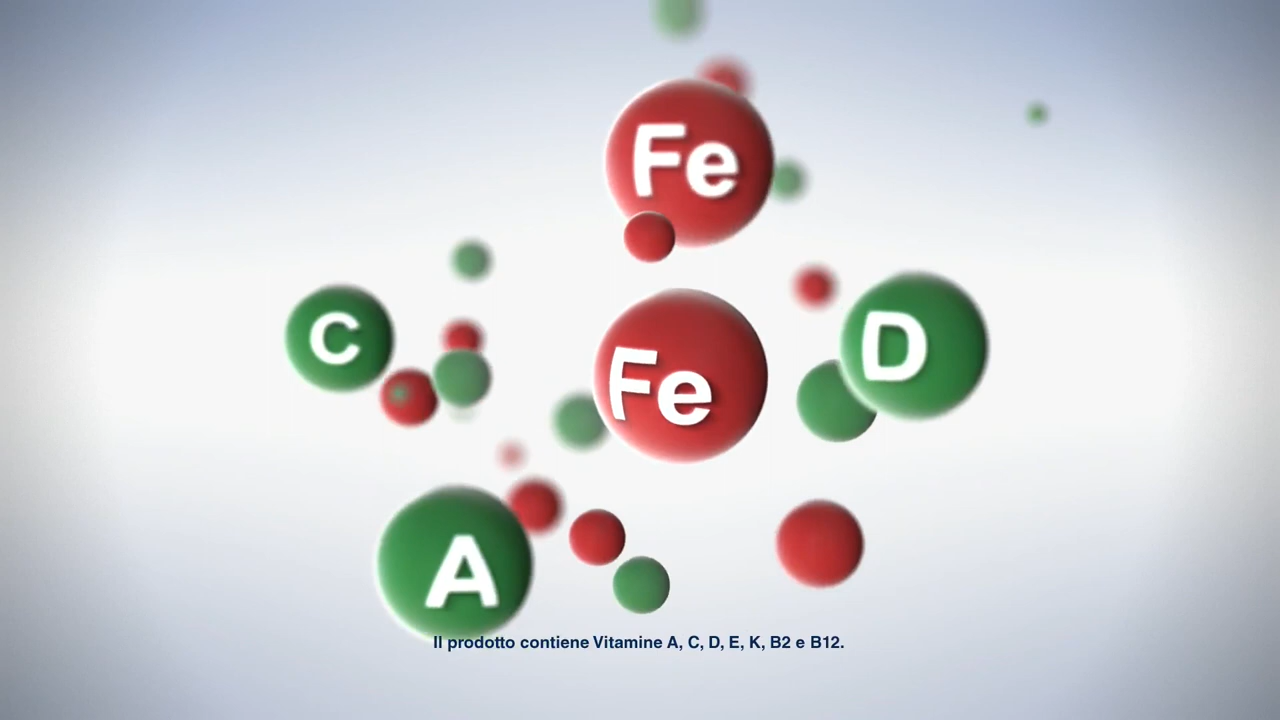 Fe
C
D
Fe
A
Il prodotto contiene Vitamine A, C, D, E, K, B2 e B12.